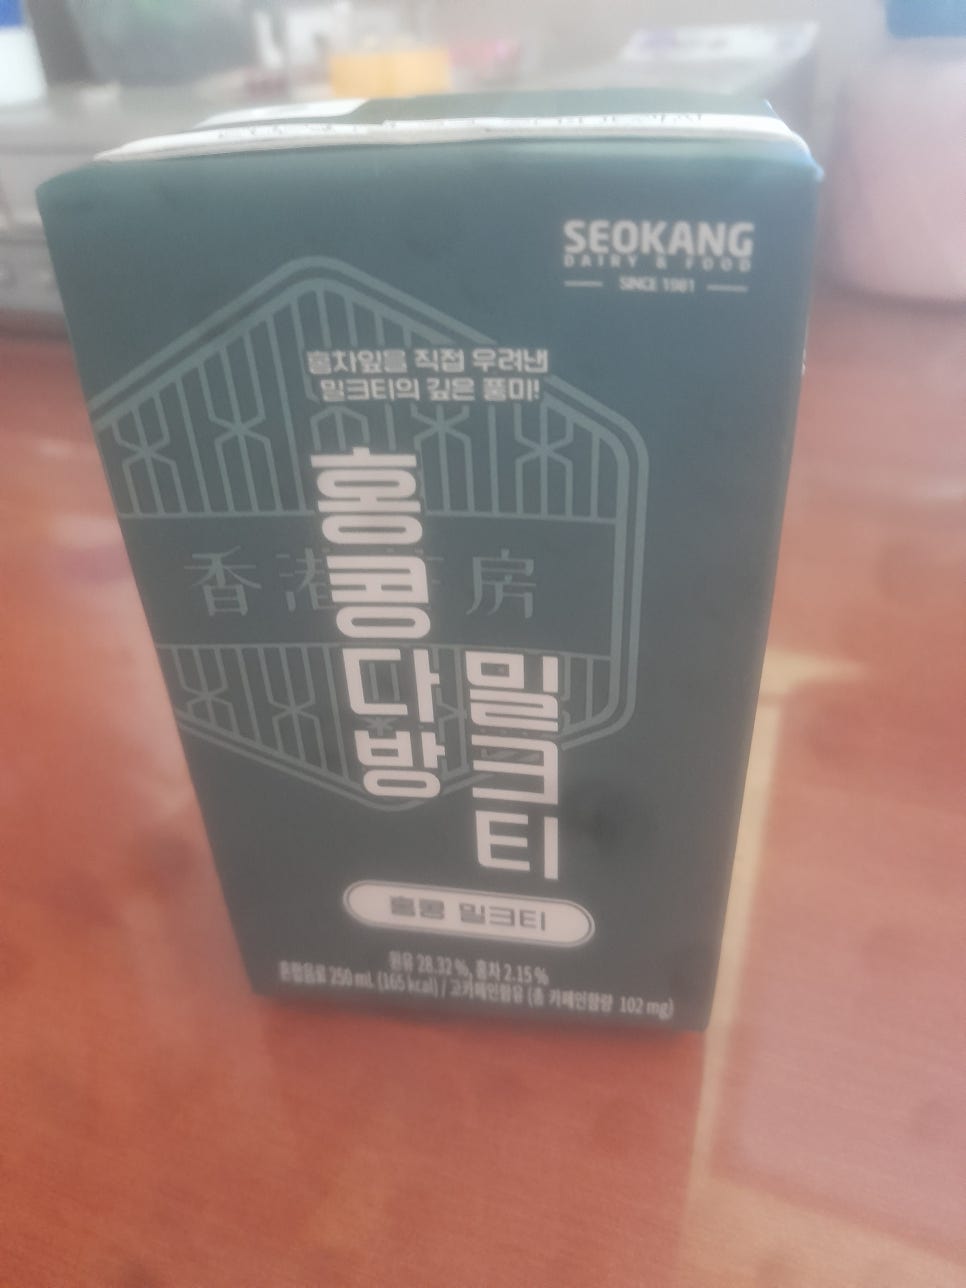 SEOKANG
DAIRY & FOOD
SINCE 1981
홍차잎을 직접 우려낸
밀크티의 깊은 풍미!
香港 房
홍콩다방
밀크티
홍콩 밀크티
원유 28.32 %, 홍차 2.15 %
혼합음료 250 mL (165 kcal) / 고카페인함유 (총 카페인함량 102 mg)